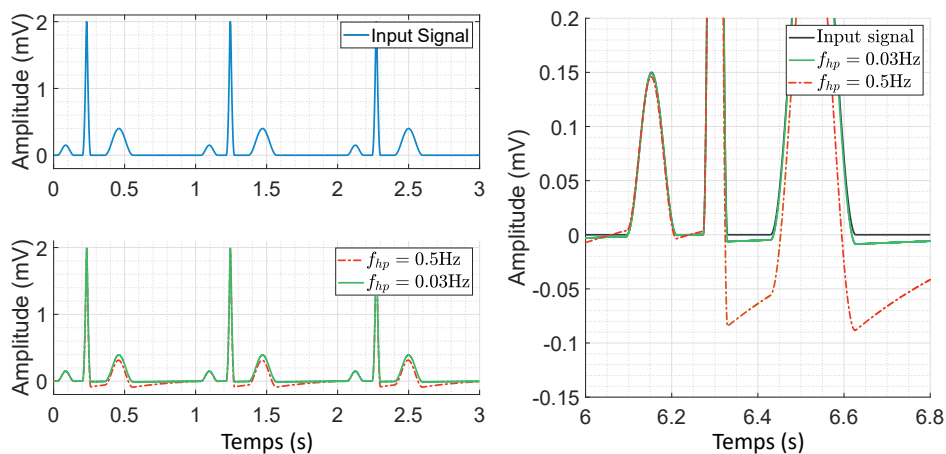 Amplitude (mV)
2
1
0
Input Signal
0 0.5 1 1.5 2 2.5 3
Amplitude (mV)
2
1
0
f_hp = 0.5Hz
f_hp = 0.03Hz
0 0.5 1 1.5 2 2.5 3
Temps (s)
Amplitude (mV)
0.2
0.15
0.1
0.05
0
-0.05
-0.1
-0.15
Input signal
f_hp = 0.03Hz
f_hp = 0.5Hz
6 6.2 6.4 6.6 6.8
Temps (s)